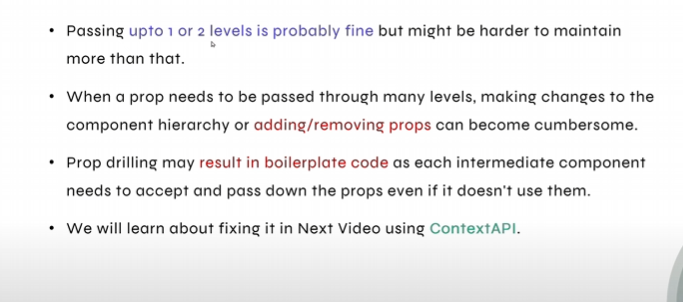 • Passing upto 1 or 2 levels is probably fine but might be harder to maintain
more than that.
• When a prop needs to be passed through many levels, making changes to the
component hierarchy or adding/removing props can become cumbersome.
• Prop drilling may result in boilerplate code as each intermediate component
needs to accept and pass down the props even if it doesn't use them.
• We will learn about fixing it in Next Video using ContextAPI.